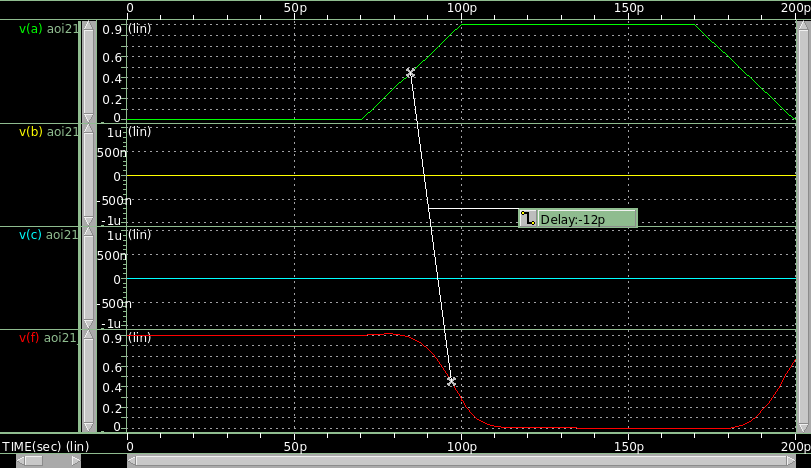 0 50p 100p 150p 200p
v(a) aoi21 0.9 (lin)
0.6
0.4
0.2
0
v(b) aoi21 1u (lin)
500n
0
-500n
-1u
Delay:-12p
v(c) aoi21 1u (lin)
500n
0
-500n
-1u
v(f) aoi21 0.9 (lin)
0.6
0.4
0.2
0
TIME(sec) (lin) 0 50p 100p 150p 200p